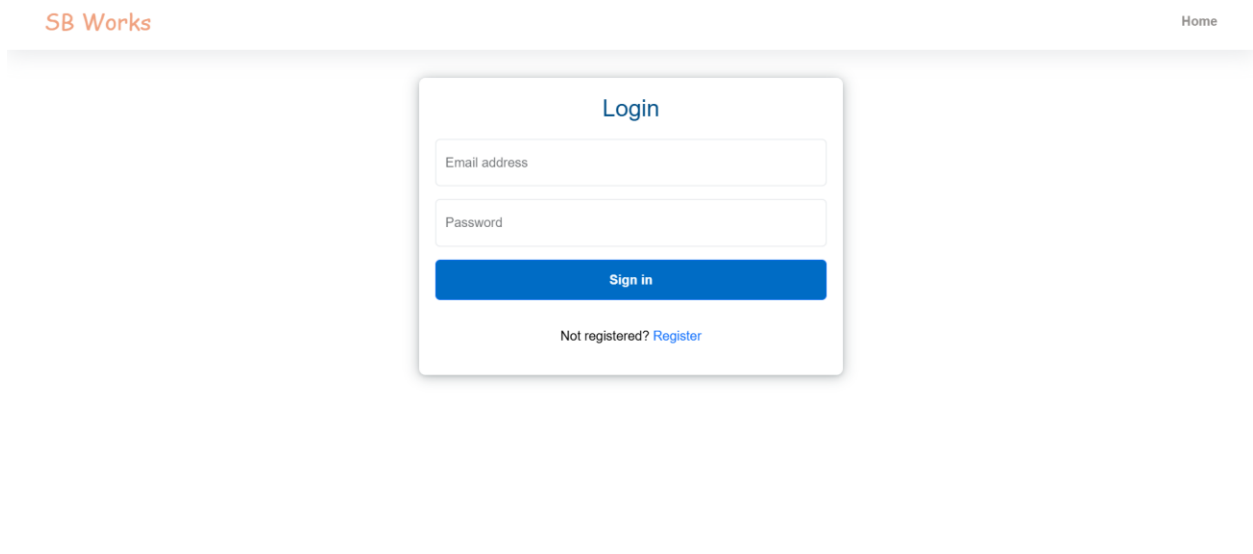 SB Works
Home
Login
Email address
Password
Sign in
Not registered? Register